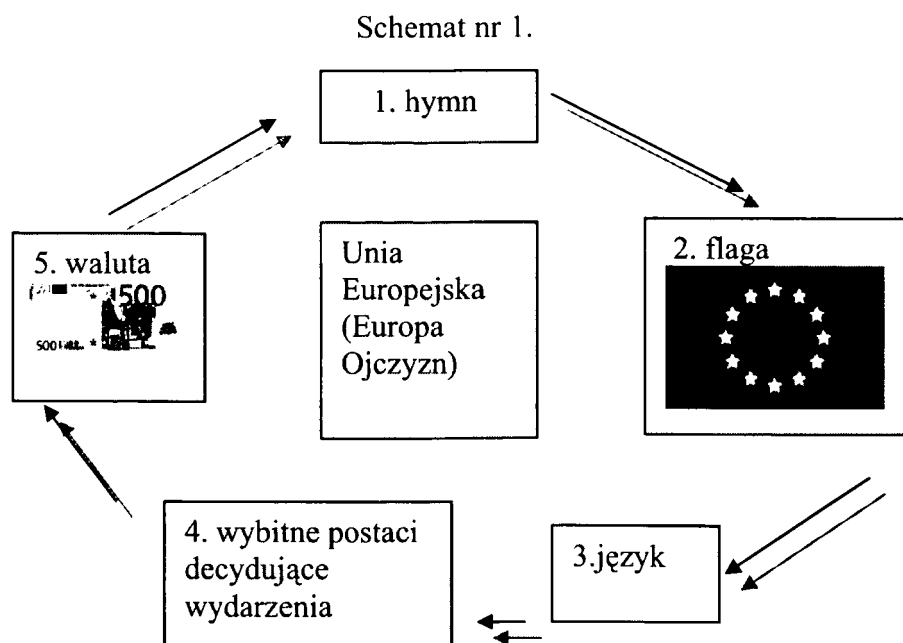 Schemat nr 1.
1. hymn
5. waluta
500
Unia
Europejska
(Europa
Ojczyzn)
2. flaga
4. wybitne postaci
decydujące
wydarzenia
3.język